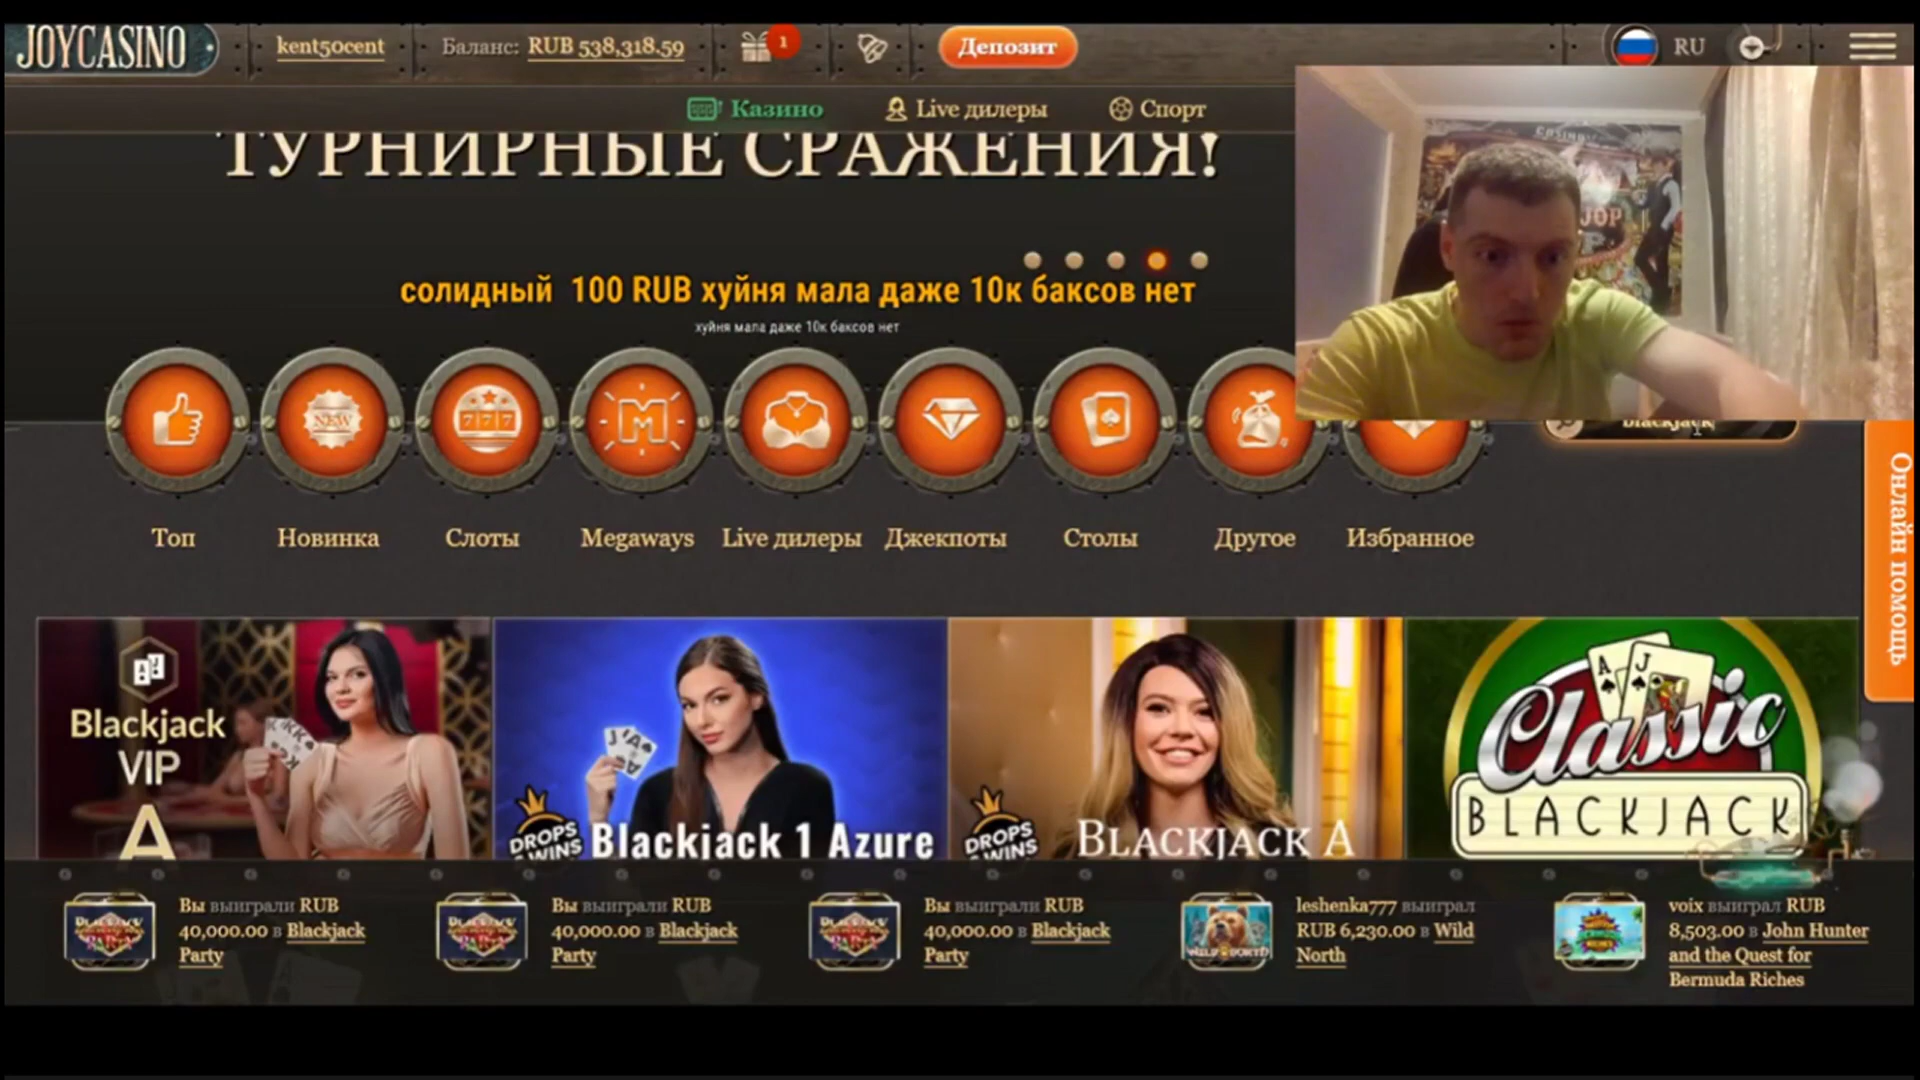 JOYCASINO
kent50cent
Баланс: RUB 538,318.59
1
Депозит
RU
Казино
Live дилеры
Спорт
ТУРНИРНЫЕ СРАЖЕНИЯ!
солидный 100 RUB хуйня мала даже 10к баксов нет
хуйня мала даже 10к баксов нет
NEW
777
M
blackjack
Топ
Новинка
Слоты
Megaways
Live дилеры
Джекпоты
Столы
Другое
Избранное
Онлайн помощь
Blackjack
VIP
A
DROPS
WINS
Blackjack 1 Azure
DROPS
WINS
BLACKJACK A
A
J
Classic
BLACKJACK
Вы выиграли RUB
40,000.00 в Blackjack
Party
Вы выиграли RUB
40,000.00 в Blackjack
Party
Вы выиграли RUB
40,000.00 в Blackjack
Party
leshenka777 выиграл
RUB 6,230.00 в Wild
North
voix выиграл RUB
8,503.00 в John Hunter
and the Quest for
Bermuda Riches